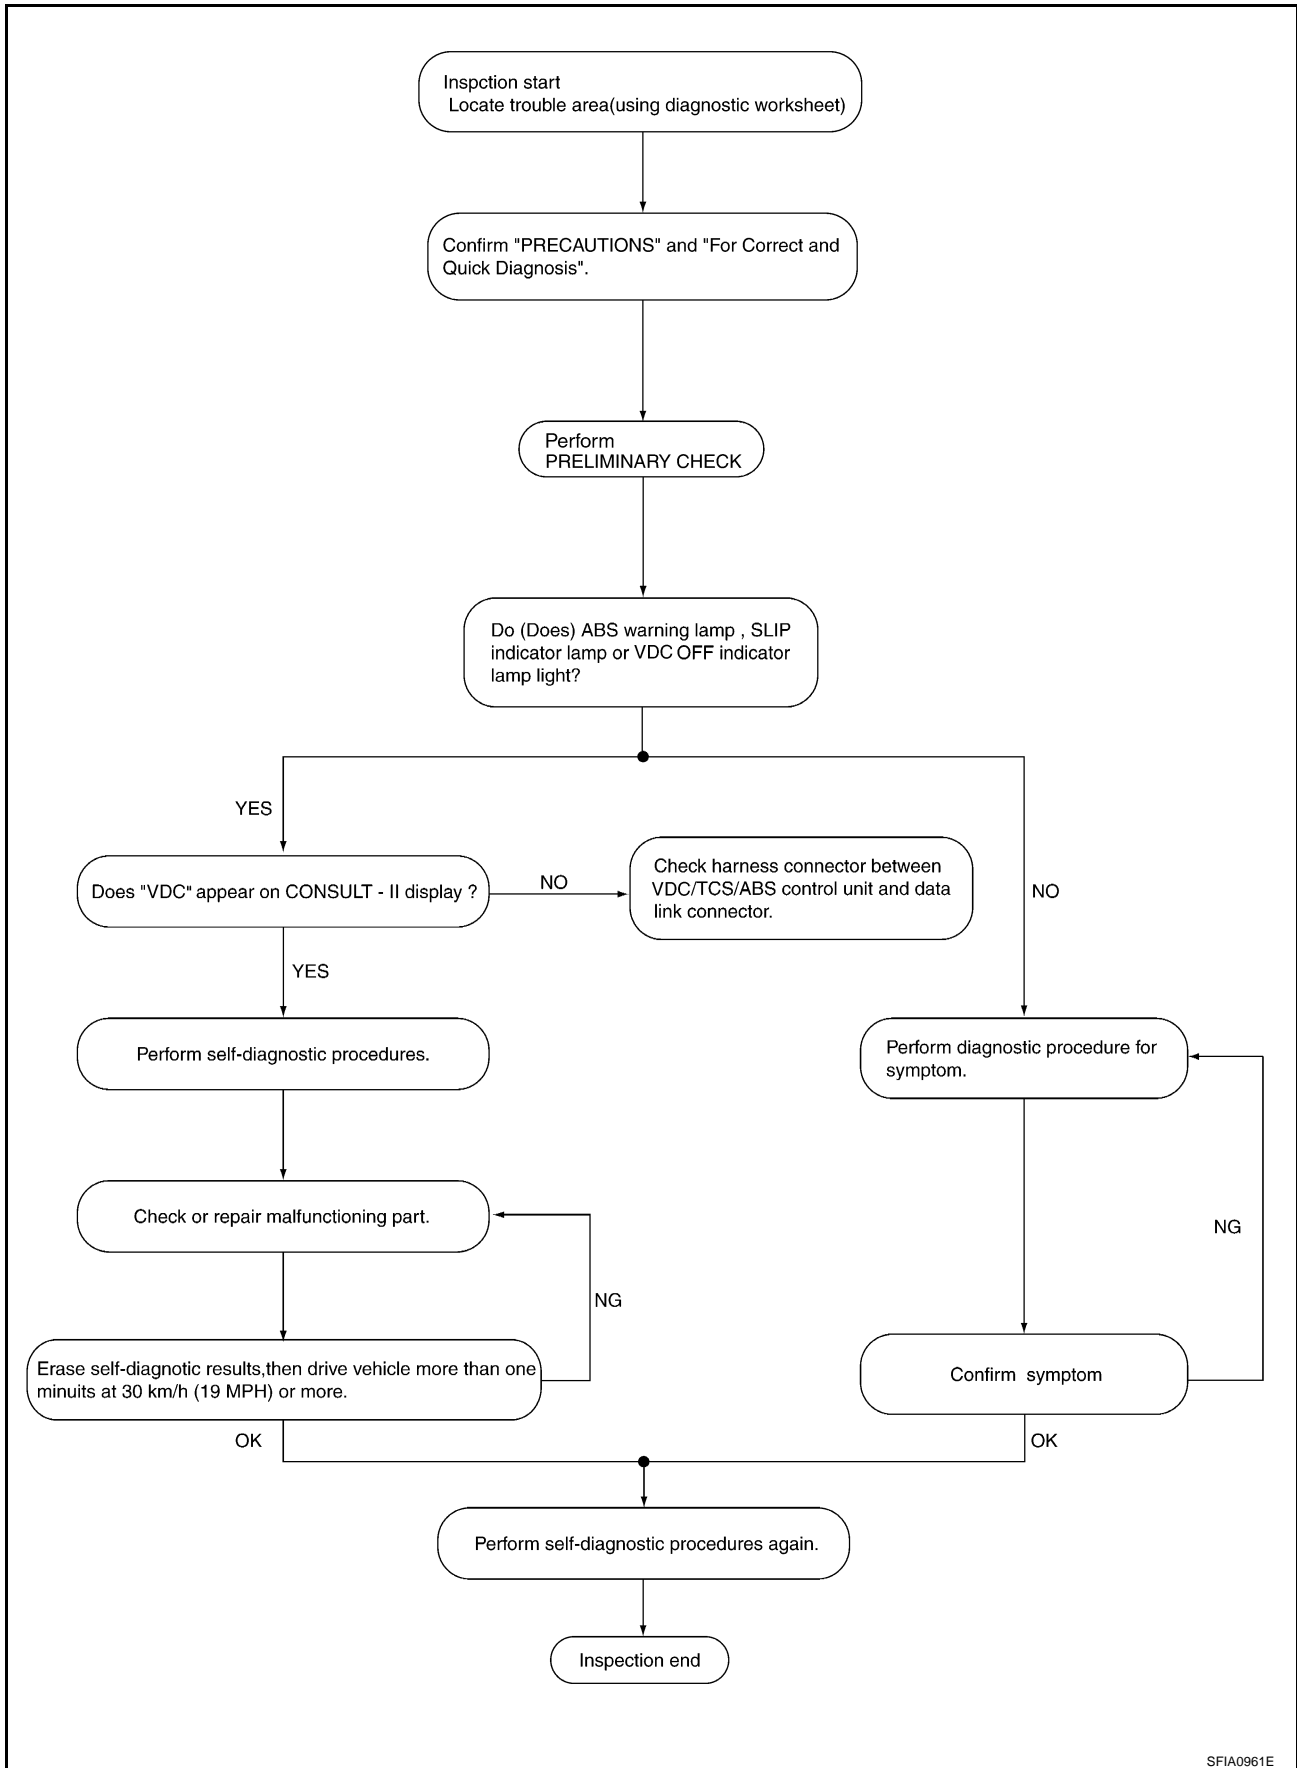 Inspction start
Locate trouble area(using diagnostic worksheet)
Confirm "PRECAUTIONS" and "For Correct and
Quick Diagnosis".
Perform
PRELIMINARY CHECK
Do (Does) ABS warning lamp , SLIP
indicator lamp or VDC OFF indicator
lamp light?
YES
NO
Does "VDC" appear on CONSULT - II display ?
NO
Check harness connector between
VDC/TCS/ABS control unit and data
link connector.
YES
Perform self-diagnostic procedures.
Perform diagnostic procedure for
symptom.
Check or repair malfunctioning part.
NG
NG
Erase self-diagnotic results,then drive vehicle more than one
minuits at 30 km/h (19 MPH) or more.
Confirm symptom
OK
OK
Perform self-diagnostic procedures again.
Inspection end
SFIA0961E